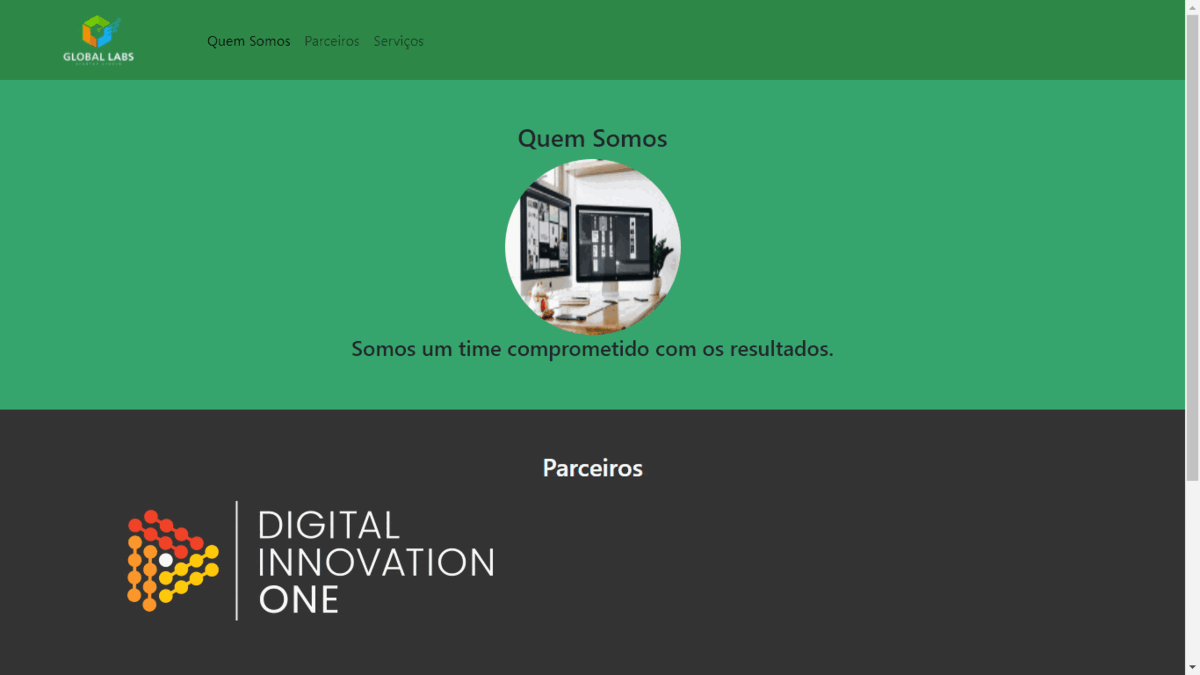 GLOBAL LABS
Quem Somos Parceiros Serviços
Quem Somos
Somos um time comprometido com os resultados.
Parceiros
DIGITAL
INNOVATION
ONE